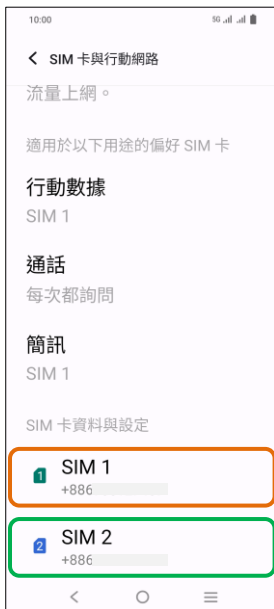 10:00 5G
SIM 卡與行動網路
流量上網。
適用於以下用途的偏好 SIM 卡
行動數據
SIM 1
通話
每次都詢問
簡訊
SIM 1
SIM 卡資料與設定
1 SIM 1
+886
2 SIM 2
+886